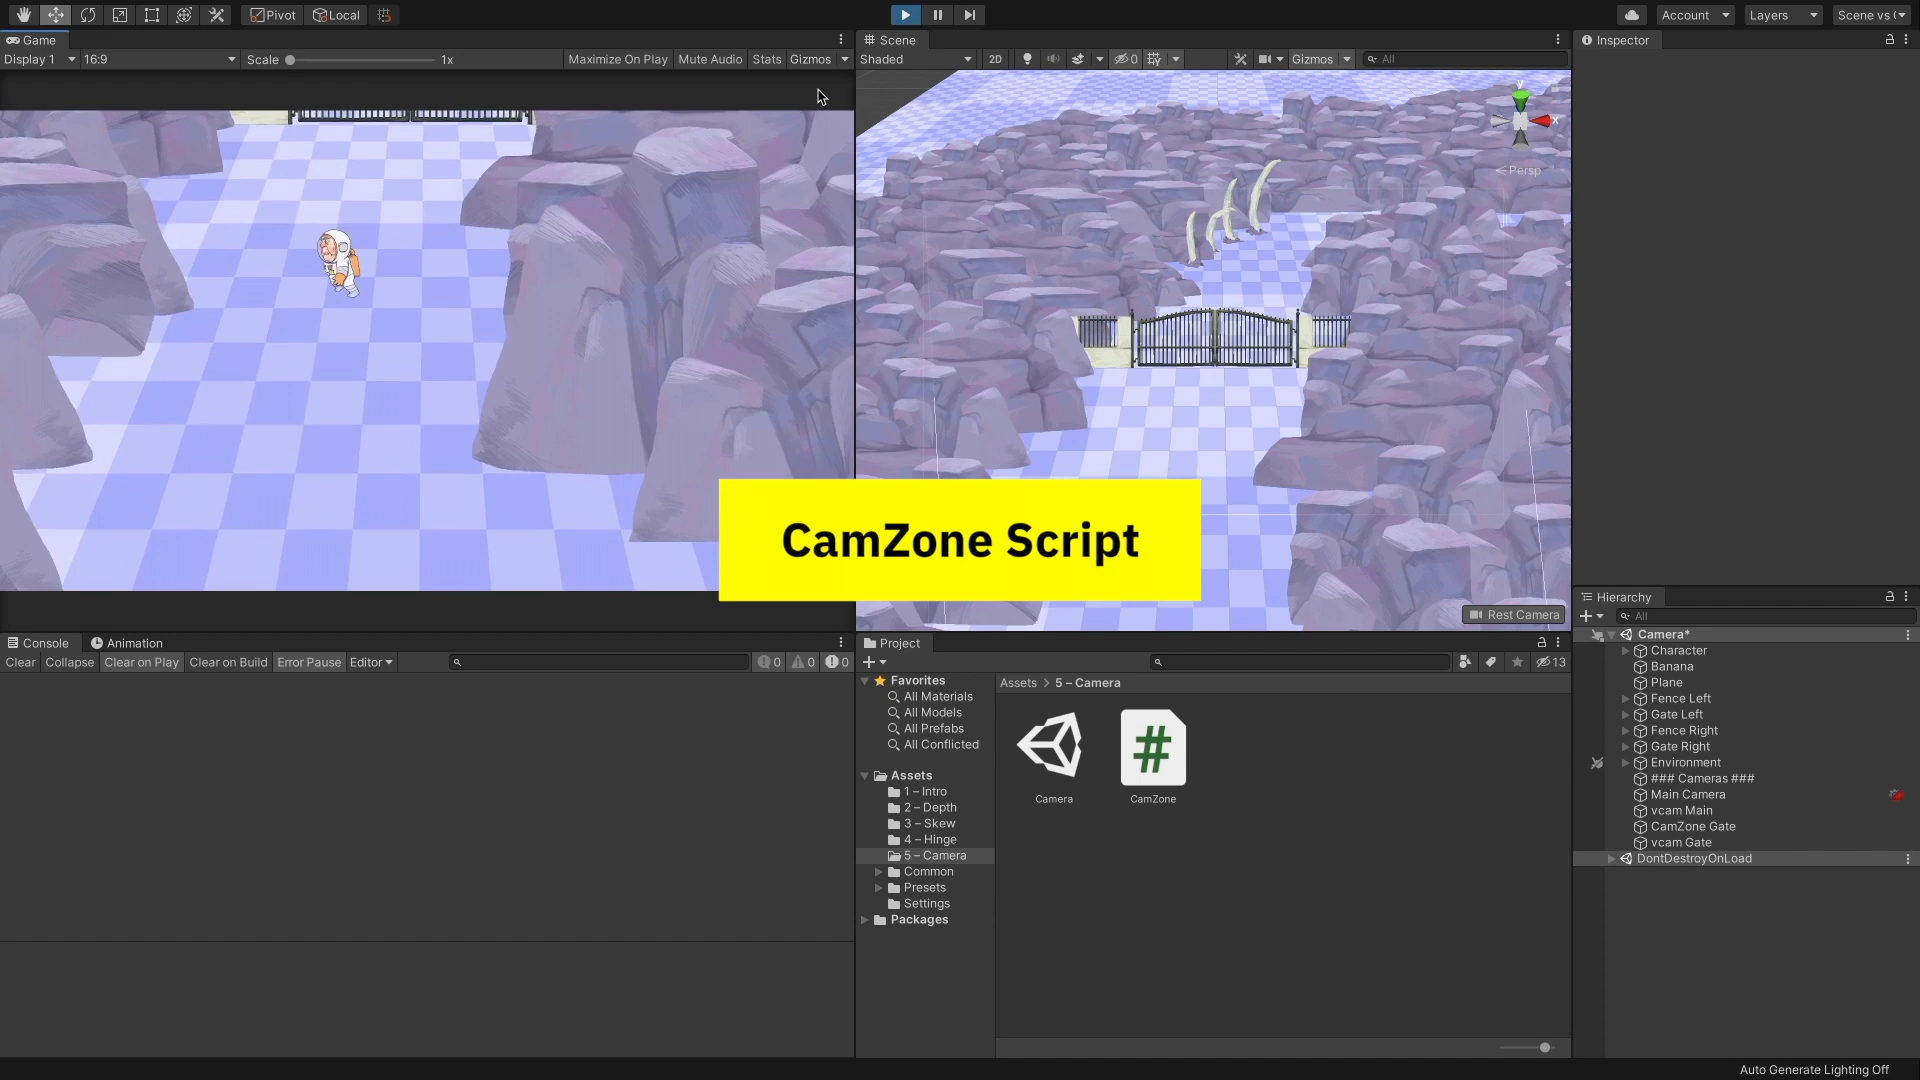 Pivot Local Account Layers Scene vs (
Game Scene Inspector
Display 1 16:9 Scale 1x Maximize On Play Mute Audio Stats Gizmos Shaded 2D 0 Gizmos All
y
x
Persp
CamZone Script
Rest Camera
Hierarchy
All
Console Animation Project
Clear Collapse Clear on Play Clear on Build Error Pause Editor 0 0 0 13
Favorites
All Materials
All Models
All Prefabs
All Conflicted
Assets
1 – Intro
2 – Depth
3 – Skew
4 – Hinge
5 – Camera
Common
Presets
Settings
Packages
Assets > 5 – Camera
#
Camera CamZone
Camera*
Character
Banana
Plane
Fence Left
Gate Left
Fence Right
Gate Right
Environment
### Cameras ###
Main Camera
vcam Main
CamZone Gate
vcam Gate
DontDestroyOnLoad
Auto Generate Lighting Off